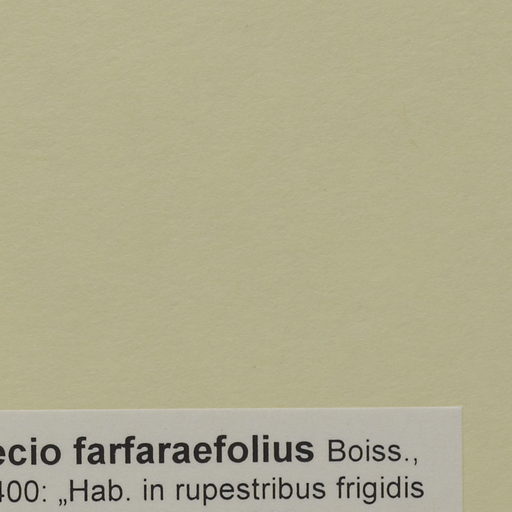 ecio farfaraefolius Boiss.,
400: „Hab. in rupestribus frigidis